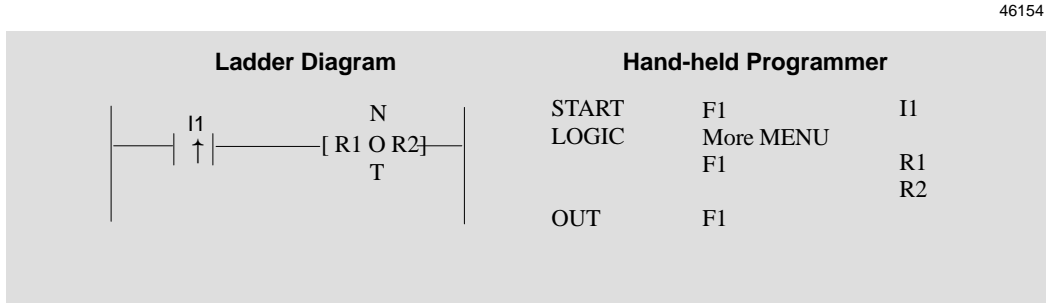 46154
Ladder Diagram
Hand-held Programmer
I1
↑
N
[ R1 O R2]
T
START F1 I1
LOGIC More MENU
F1 R1
R2
OUT F1